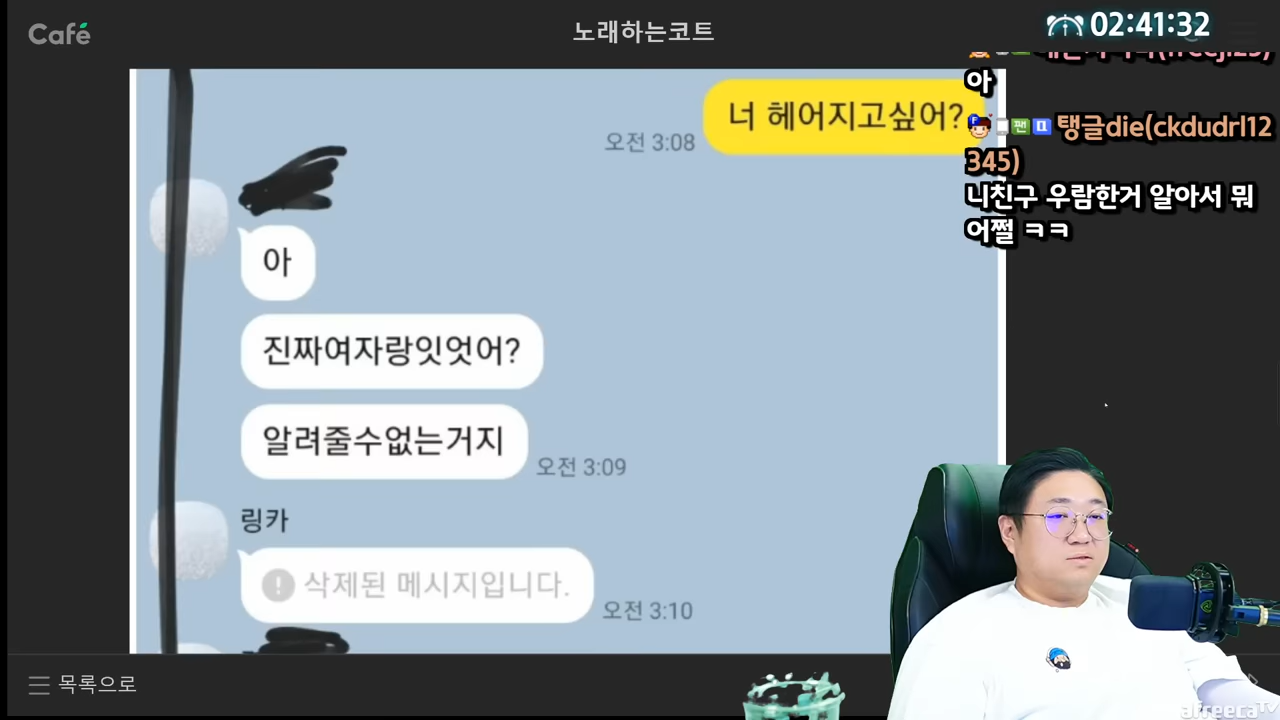 Café
노래하는코트
02:41:32
아
탱글die(ckdudrl12
345)
니친구 우람한거 알아서 뭐
어쩔 ㅋㅋ
너 헤어지고싶어?
오전 3:08
아
진짜여자랑잇엇어?
알려줄수없는거지
오전 3:09
링카
삭제된 메시지입니다.
오전 3:10
목록으로
afreecaTV